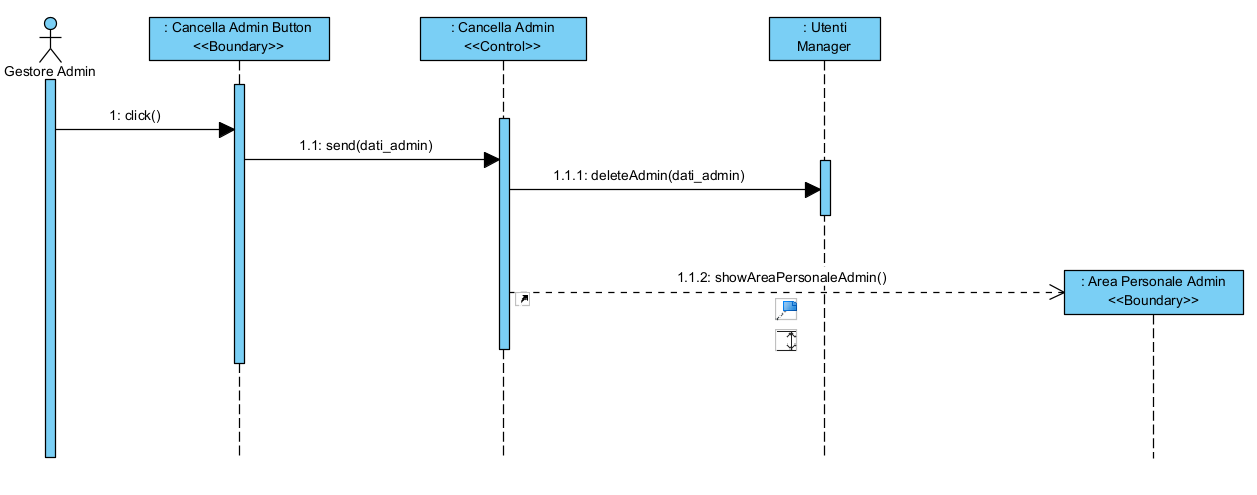 : Cancella Admin Button
<<Boundary>>
: Cancella Admin
<<Control>>
: Utenti
Manager
Gestore Admin
1: click()
1.1: send(dati_admin)
1.1.1: deleteAdmin(dati_admin)
1.1.2: showAreaPersonaleAdmin()
: Area Personale Admin
<<Boundary>>